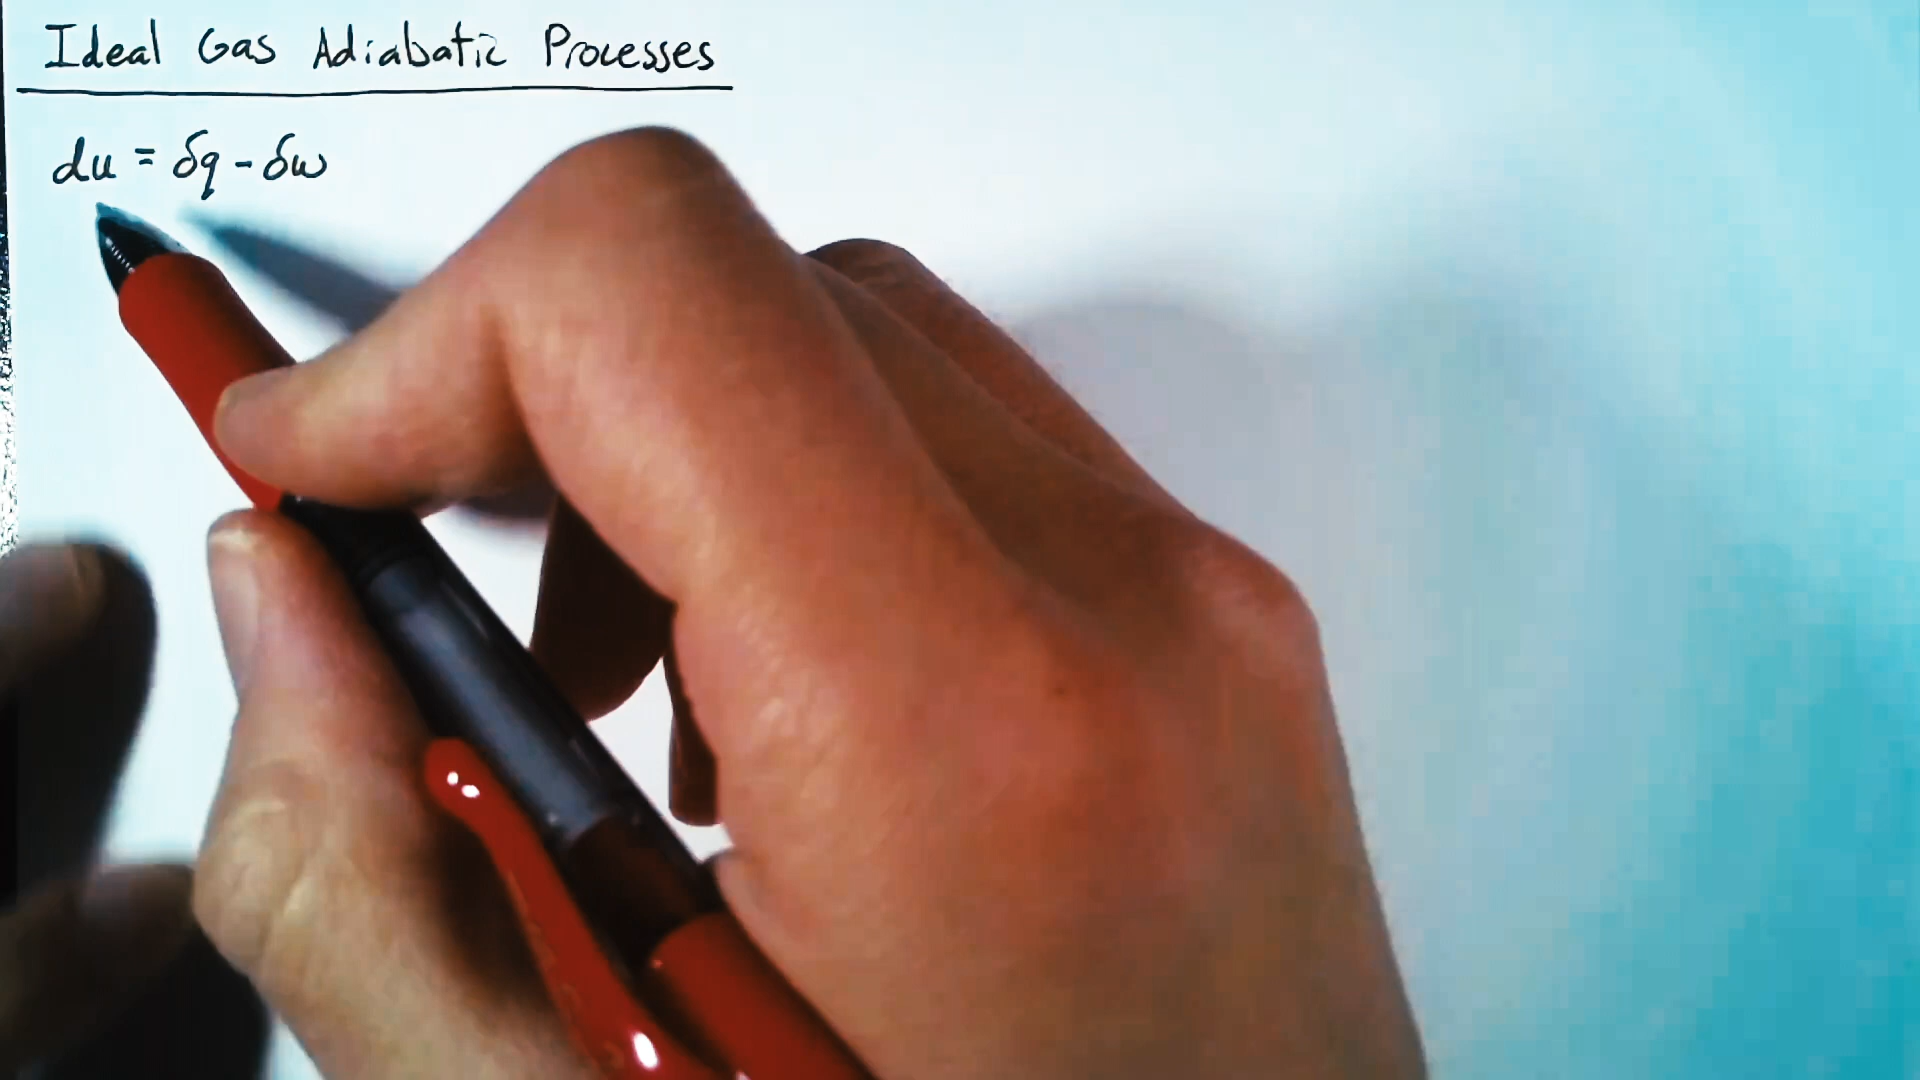 Ideal Gas Adiabatic Processes
du = δq - δw